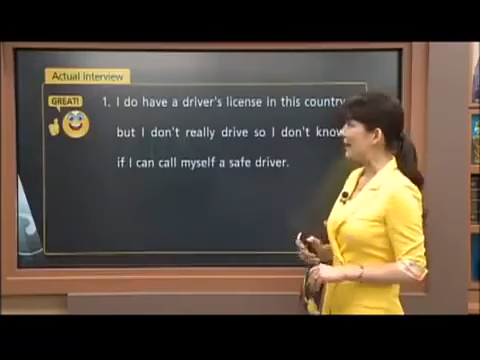 Actual Interview
GREAT!
1. I do have a driver's license in this country
but I don't really drive so I don't know
if I can call myself a safe driver.